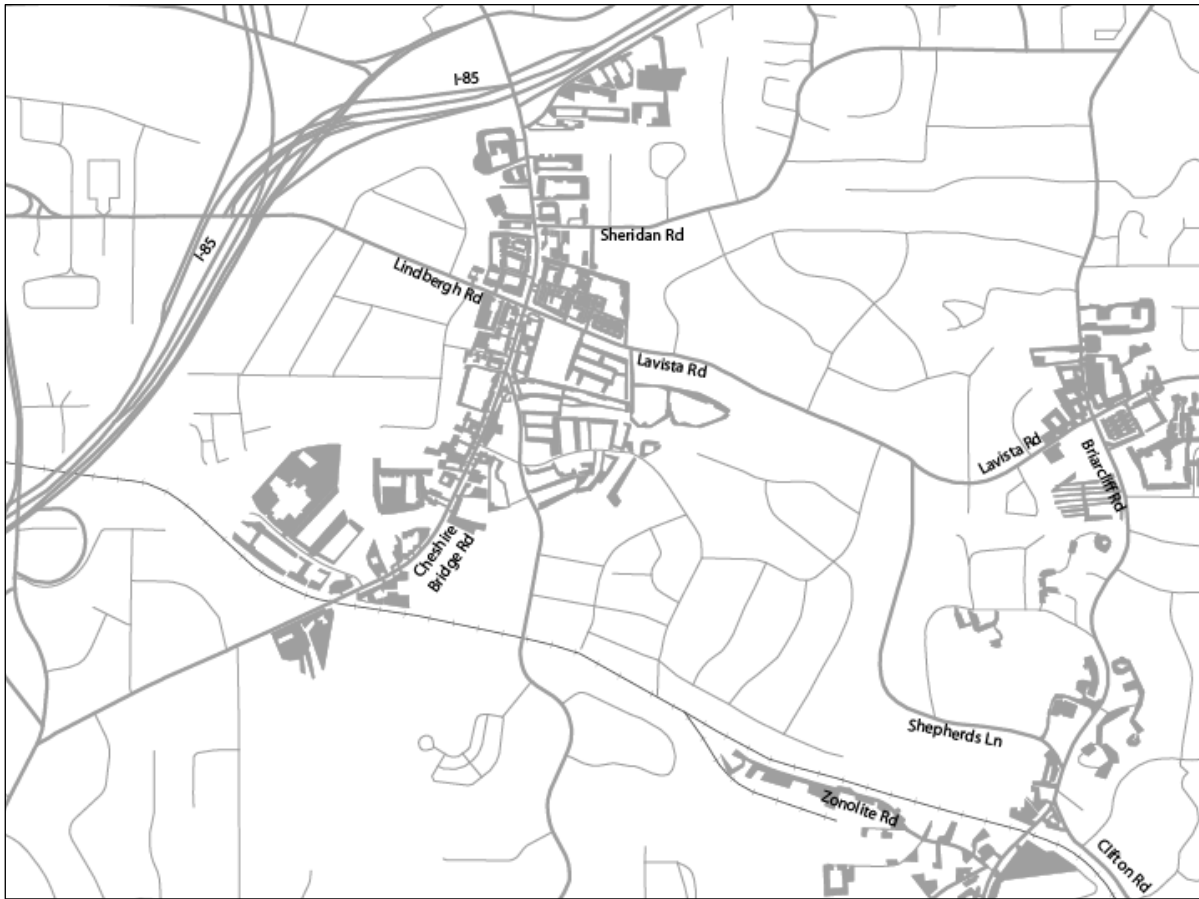 I-85
I-85
Sheridan Rd
Lindbergh Rd
Lavista Rd
Lavista Rd
Briarcliff Rd
Cheshire
Bridge Rd
Shepherds Ln
Zonolite Rd
Clifton Rd